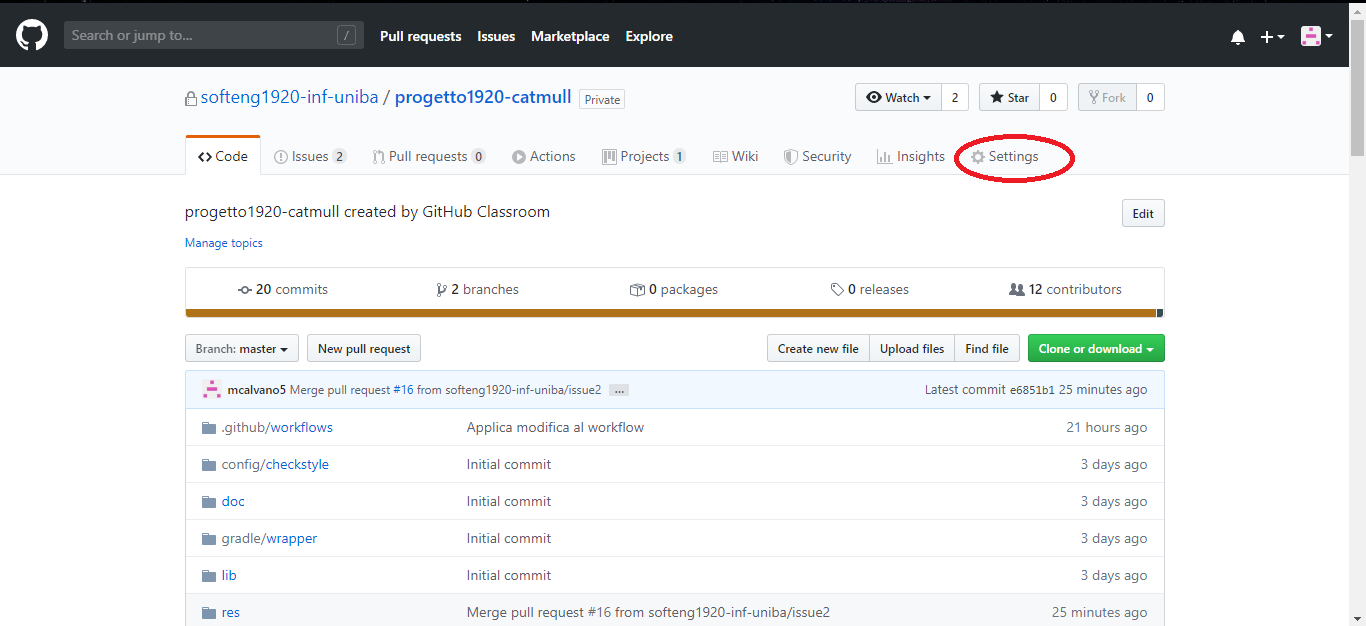 Search or jump to... / Pull requests Issues Marketplace Explore
softeng1920-inf-uniba / progetto1920-catmull Private Watch 2 Star 0 Fork 0
Code Issues 2 Pull requests 0 Actions Projects 1 Wiki Security Insights Settings
progetto1920-catmull created by GitHub Classroom Edit
Manage topics
20 commits 2 branches 0 packages 0 releases 12 contributors
Branch: master New pull request Create new file Upload files Find file Clone or download
mcalvano5 Merge pull request #16 from softeng1920-inf-uniba/issue2 ... Latest commit e6851b1 25 minutes ago
.github/workflows Applica modifica al workflow 21 hours ago
config/checkstyle Initial commit 3 days ago
doc Initial commit 3 days ago
gradle/wrapper Initial commit 3 days ago
lib Initial commit 3 days ago
res Merge pull request #16 from softeng1920-inf-uniba/issue2 25 minutes ago